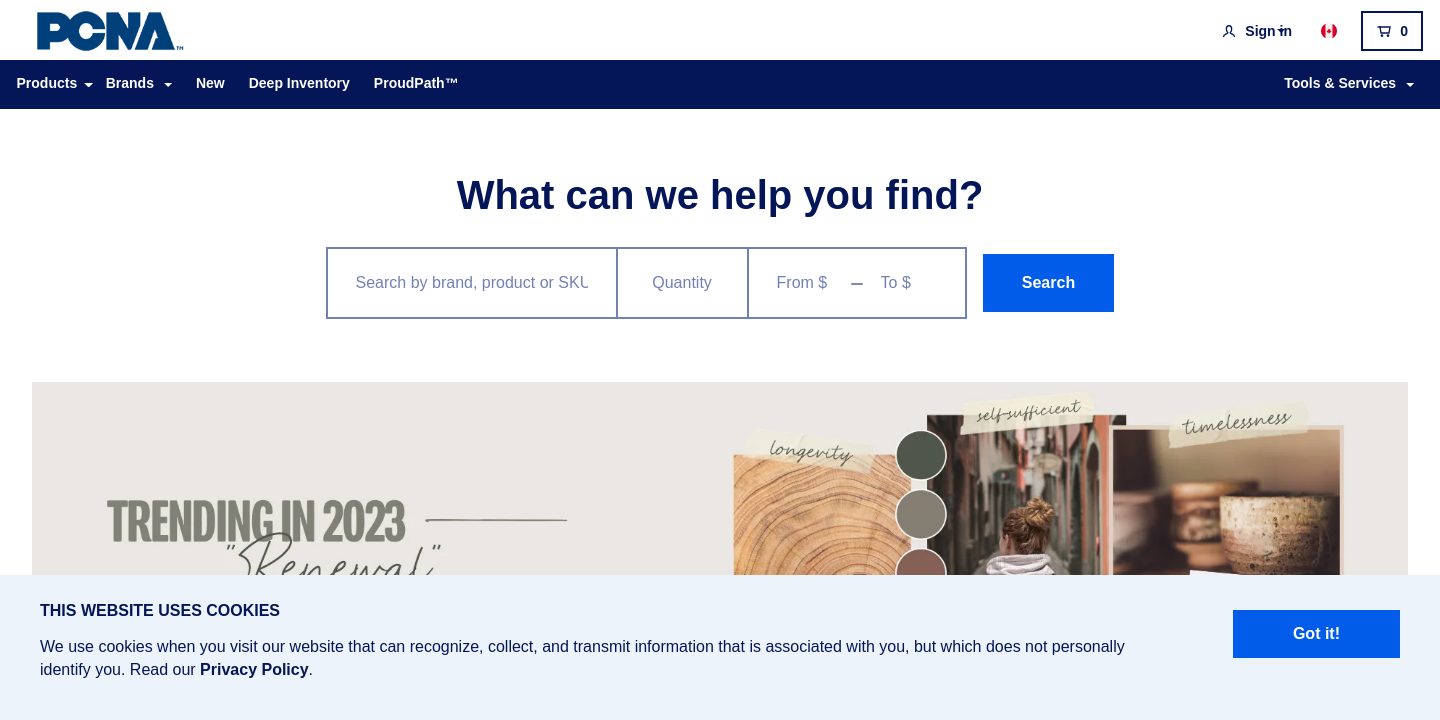 PCNA™
Sign in
0
Products
Brands
New
Deep Inventory
ProudPath™
Tools & Services
What can we help you find?
Search by brand, product or SKU
Quantity
From $
To $
Search
longevity
self-sufficient
timelessness
TRENDING IN 2023
"Renewal"
THIS WEBSITE USES COOKIES
We use cookies when you visit our website that can recognize, collect, and transmit information that is associated with you, but which does not personally
identify you. Read our Privacy Policy.
Got it!